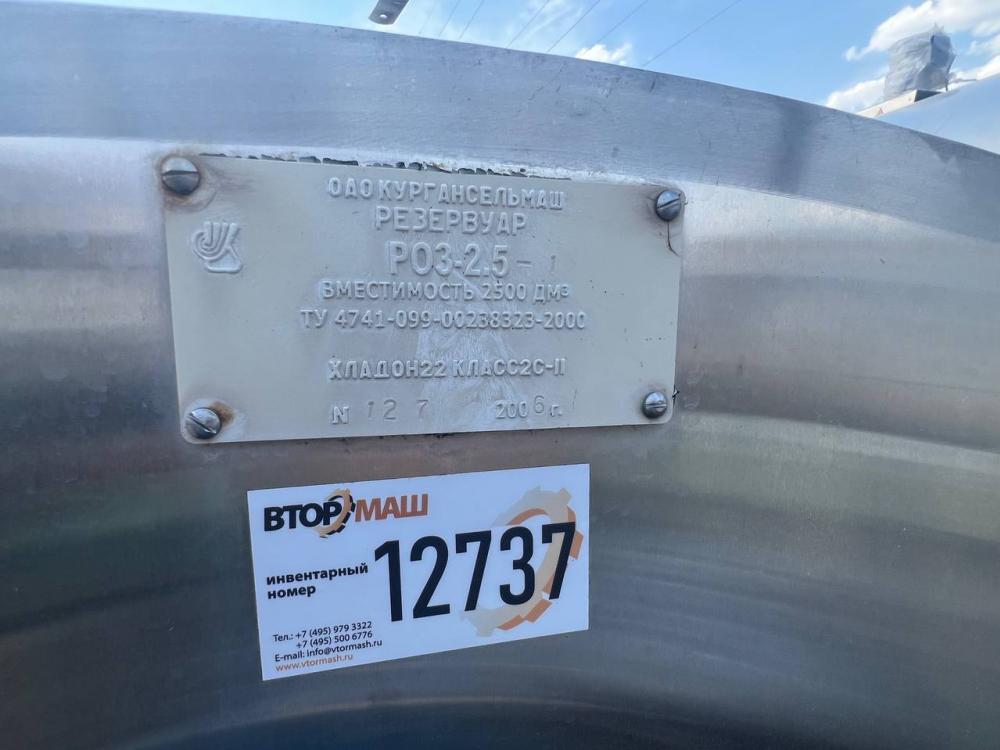 ОАО КУРГАНСЕЛЬМАШ
РЕЗЕРВУАР
РОЗ-2.5-1
ВМЕСТИМОСТЬ 2500 ДМ³
ТУ 4741-099-00238323-2000
ХЛАДОН22 КЛАСС2С-II
N 127 2006 г.
ВТОРМАШ
инвентарный
номер
12737
Тел.: +7 (495) 979 3322
+7 (495) 500 6776
E-mail: info@vtormash.ru
www.vtormash.ru